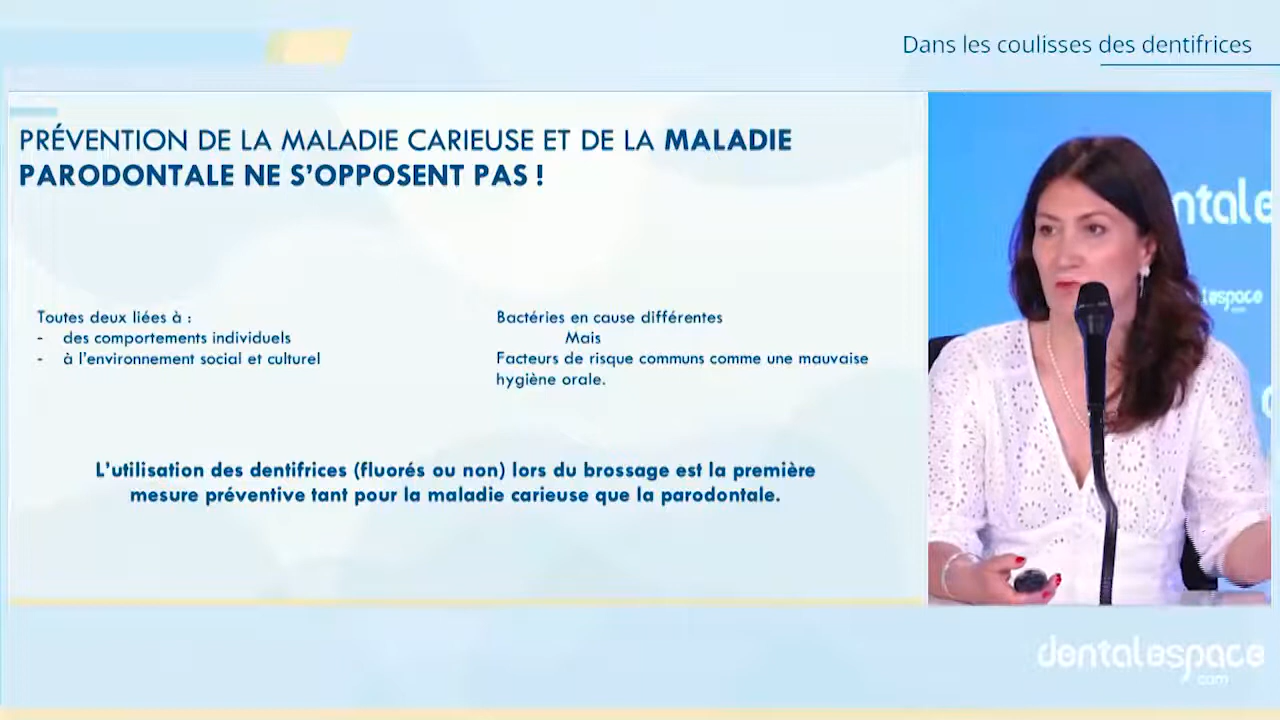 Dans les coulisses des dentifrices
PRÉVENTION DE LA MALADIE CARIEUSE ET DE LA MALADIE
PARODONTALE NE S'OPPOSENT PAS !
Toutes deux liées à :
- des comportements individuels
- à l'environnement social et culturel
Bactéries en cause différentes
Mais
Facteurs de risque communs comme une mauvaise
hygiène orale.
L'utilisation des dentifrices (fluorés ou non) lors du brossage est la première
mesure préventive tant pour la maladie carieuse que la parodontale.
dentalespace
.com